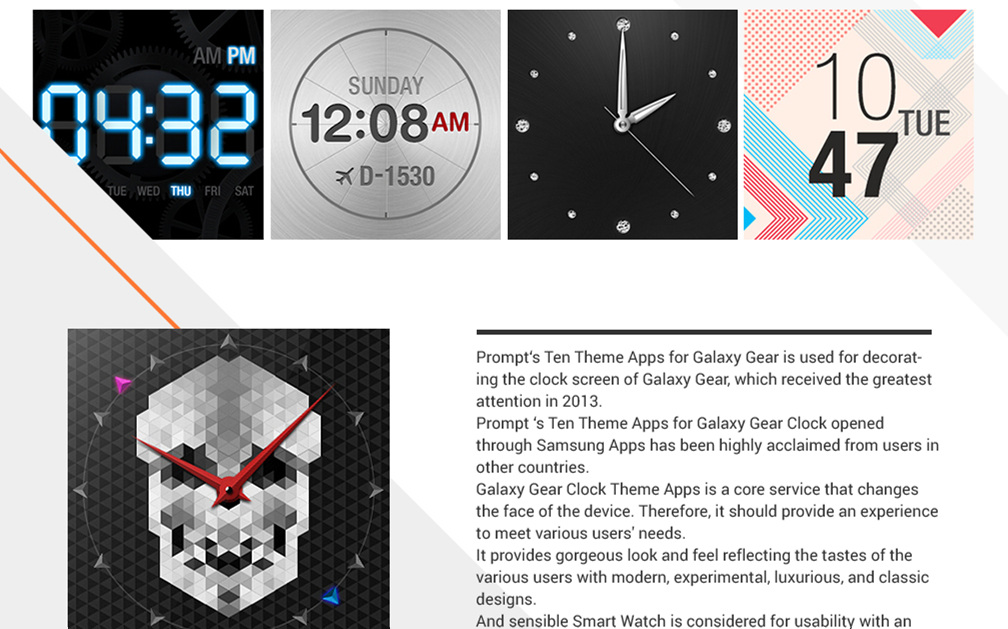 AM PM
04:32
TUE WED THU FRI SAT
SUNDAY
12:08AM
D-1530
10
TUE
47
Prompt‘s Ten Theme Apps for Galaxy Gear is used for decorat-
ing the clock screen of Galaxy Gear, which received the greatest
attention in 2013.
Prompt ‘s Ten Theme Apps for Galaxy Gear Clock opened
through Samsung Apps has been highly acclaimed from users in
other countries.
Galaxy Gear Clock Theme Apps is a core service that changes
the face of the device. Therefore, it should provide an experience
to meet various users' needs.
It provides gorgeous look and feel reflecting the tastes of the
various users with modern, experimental, luxurious, and classic
designs.
And sensible Smart Watch is considered for usability with an